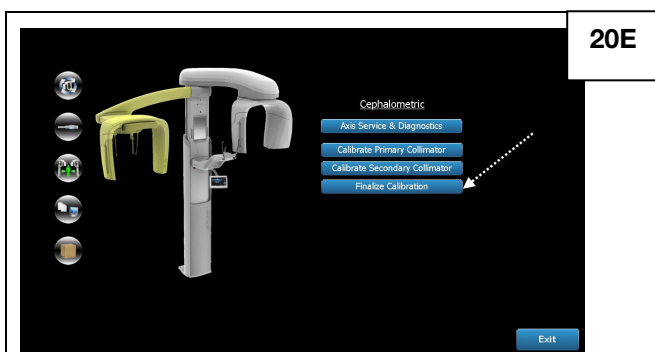 20E
Cephalometric
Axis Service & Diagnostics
Calibrate Primary Collimator
Calibrate Secondary Collimator
Finalize Calibration
Exit